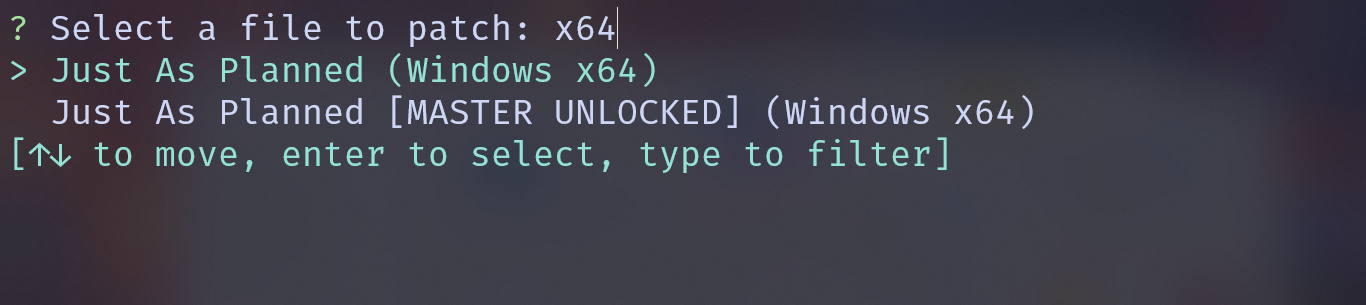 ? Select a file to patch: x64
> Just As Planned (Windows x64)
Just As Planned [MASTER UNLOCKED] (Windows x64)
[↑↓ to move, enter to select, type to filter]